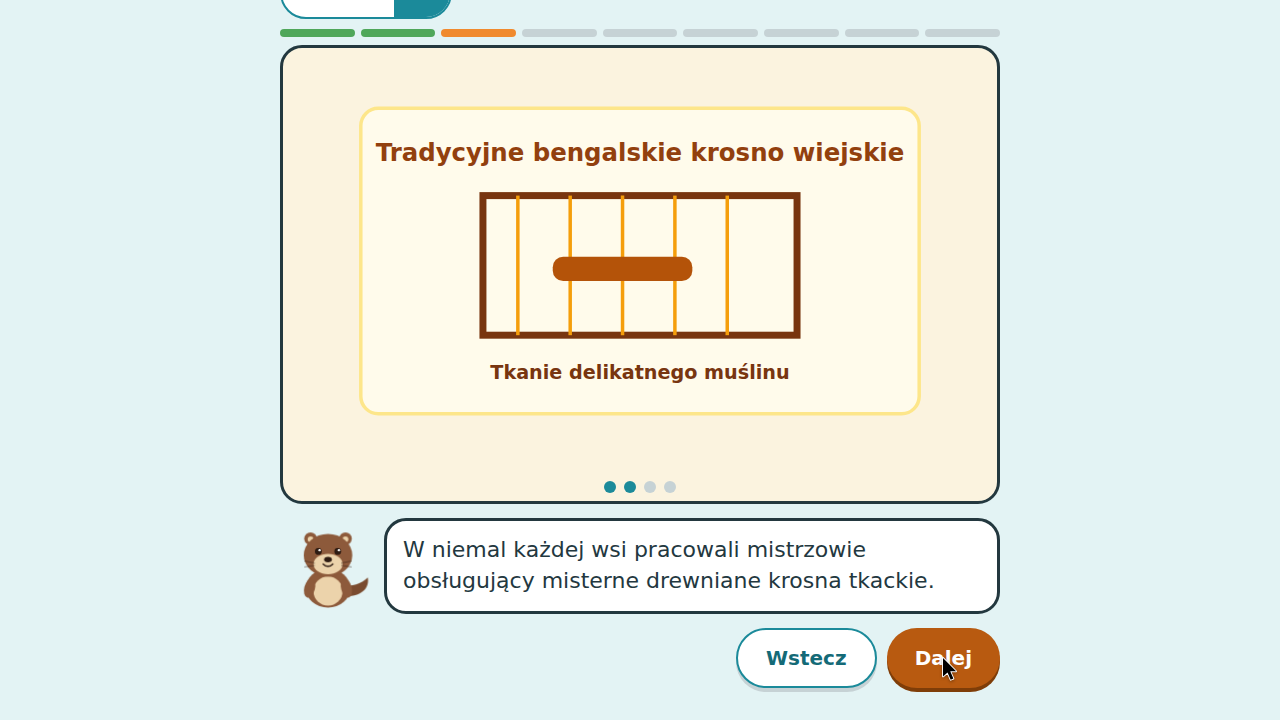 Tradycyjne bengalskie krosno wiejskie
Tkanie delikatnego muślinu
W niemal każdej wsi pracowali mistrzowie
obsługujący misterne drewniane krosna tkackie.
Wstecz
Dalej